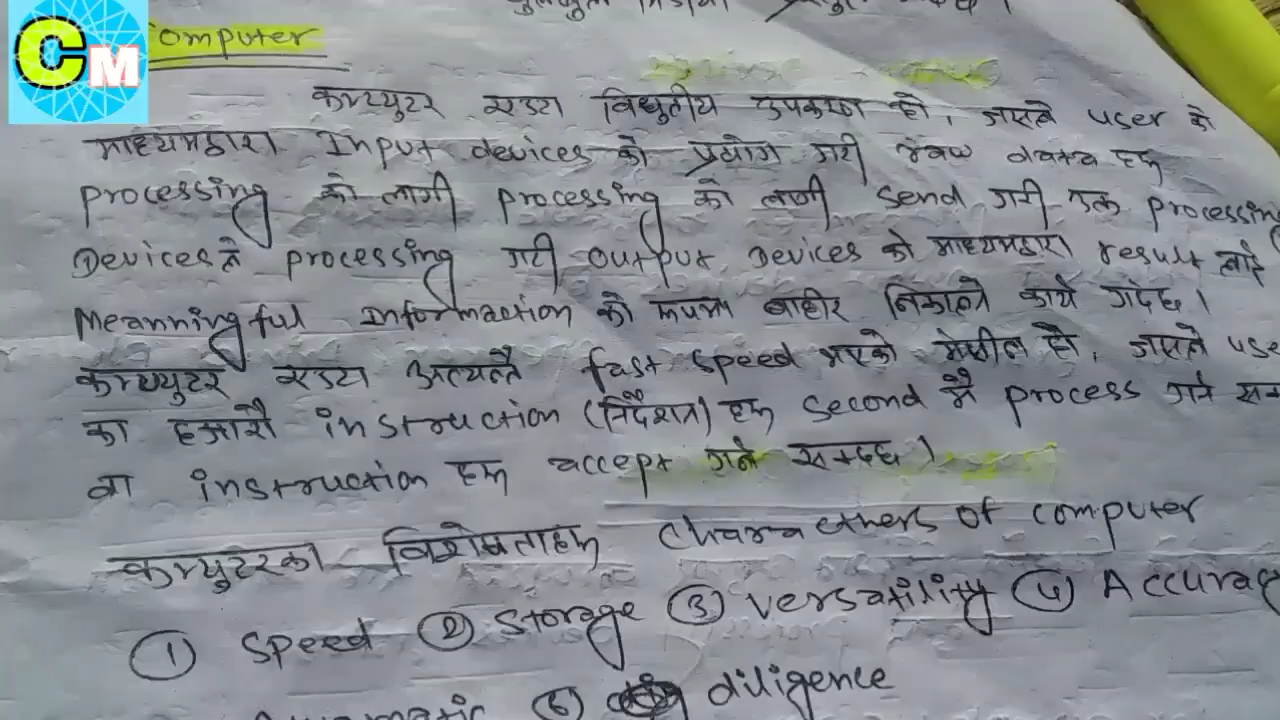 CM
Computer
कम्प्युटर एउटा विधुतीय उपकरण हो, जसले user को
माध्यमद्वारा Input devices को प्रयोग गरी raw data हरु
processing को लागी processing को लागी send गरी उक्त processing
Devices ले processing गरी output Devices को माध्यमद्वारा result लाई
Meanningful Information को रुपमा बाहीर निकाल्ने कार्य गर्दछ।
कम्प्युटर एउटा अत्यन्तै fast speed भएको मेसीन हो, जसले use
का हजारौ instruction (निर्देशन) हरु second मै process गर्न सक
वा instruction हरु accept गर्न सक्दछ।
कम्प्युटरका विशेषताहरु Characthers of computer
① Speed ② Storage ③ Versatility ④ Accurac
⑥ diligence